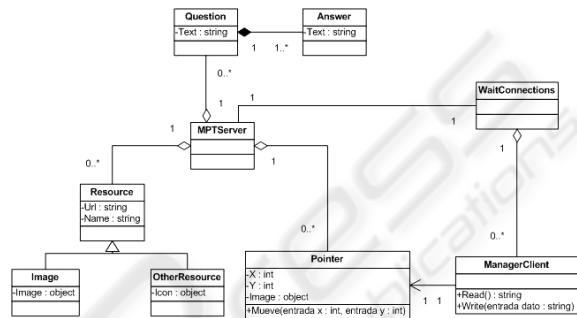 Question
-Text : string
Answer
-Text : string
1
1..*
0..*
1
WaitConnections
1
1
MPTServer
1
1
1
0..*
0..*
0..*
Resource
-Url : string
-Name : string
Image
-Image : object
OtherResource
-Icon : object
Pointer
-X : int
-Y : int
-Image : object
+Mueve(entrada x : int, entrada y : int)
1
1
ManagerClient
+Read() : string
+Write(entrada dato : string)